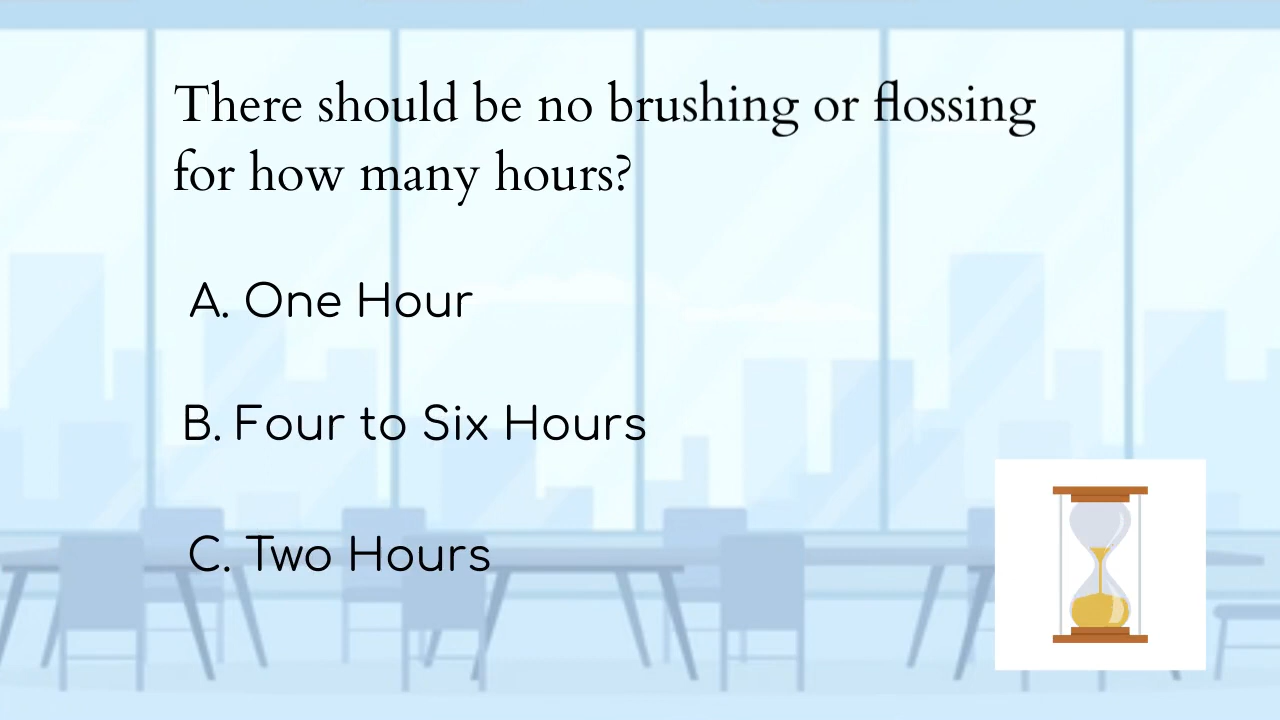 There should be no brushing or flossing
for how many hours?
A. One Hour
B. Four to Six Hours
C. Two Hours